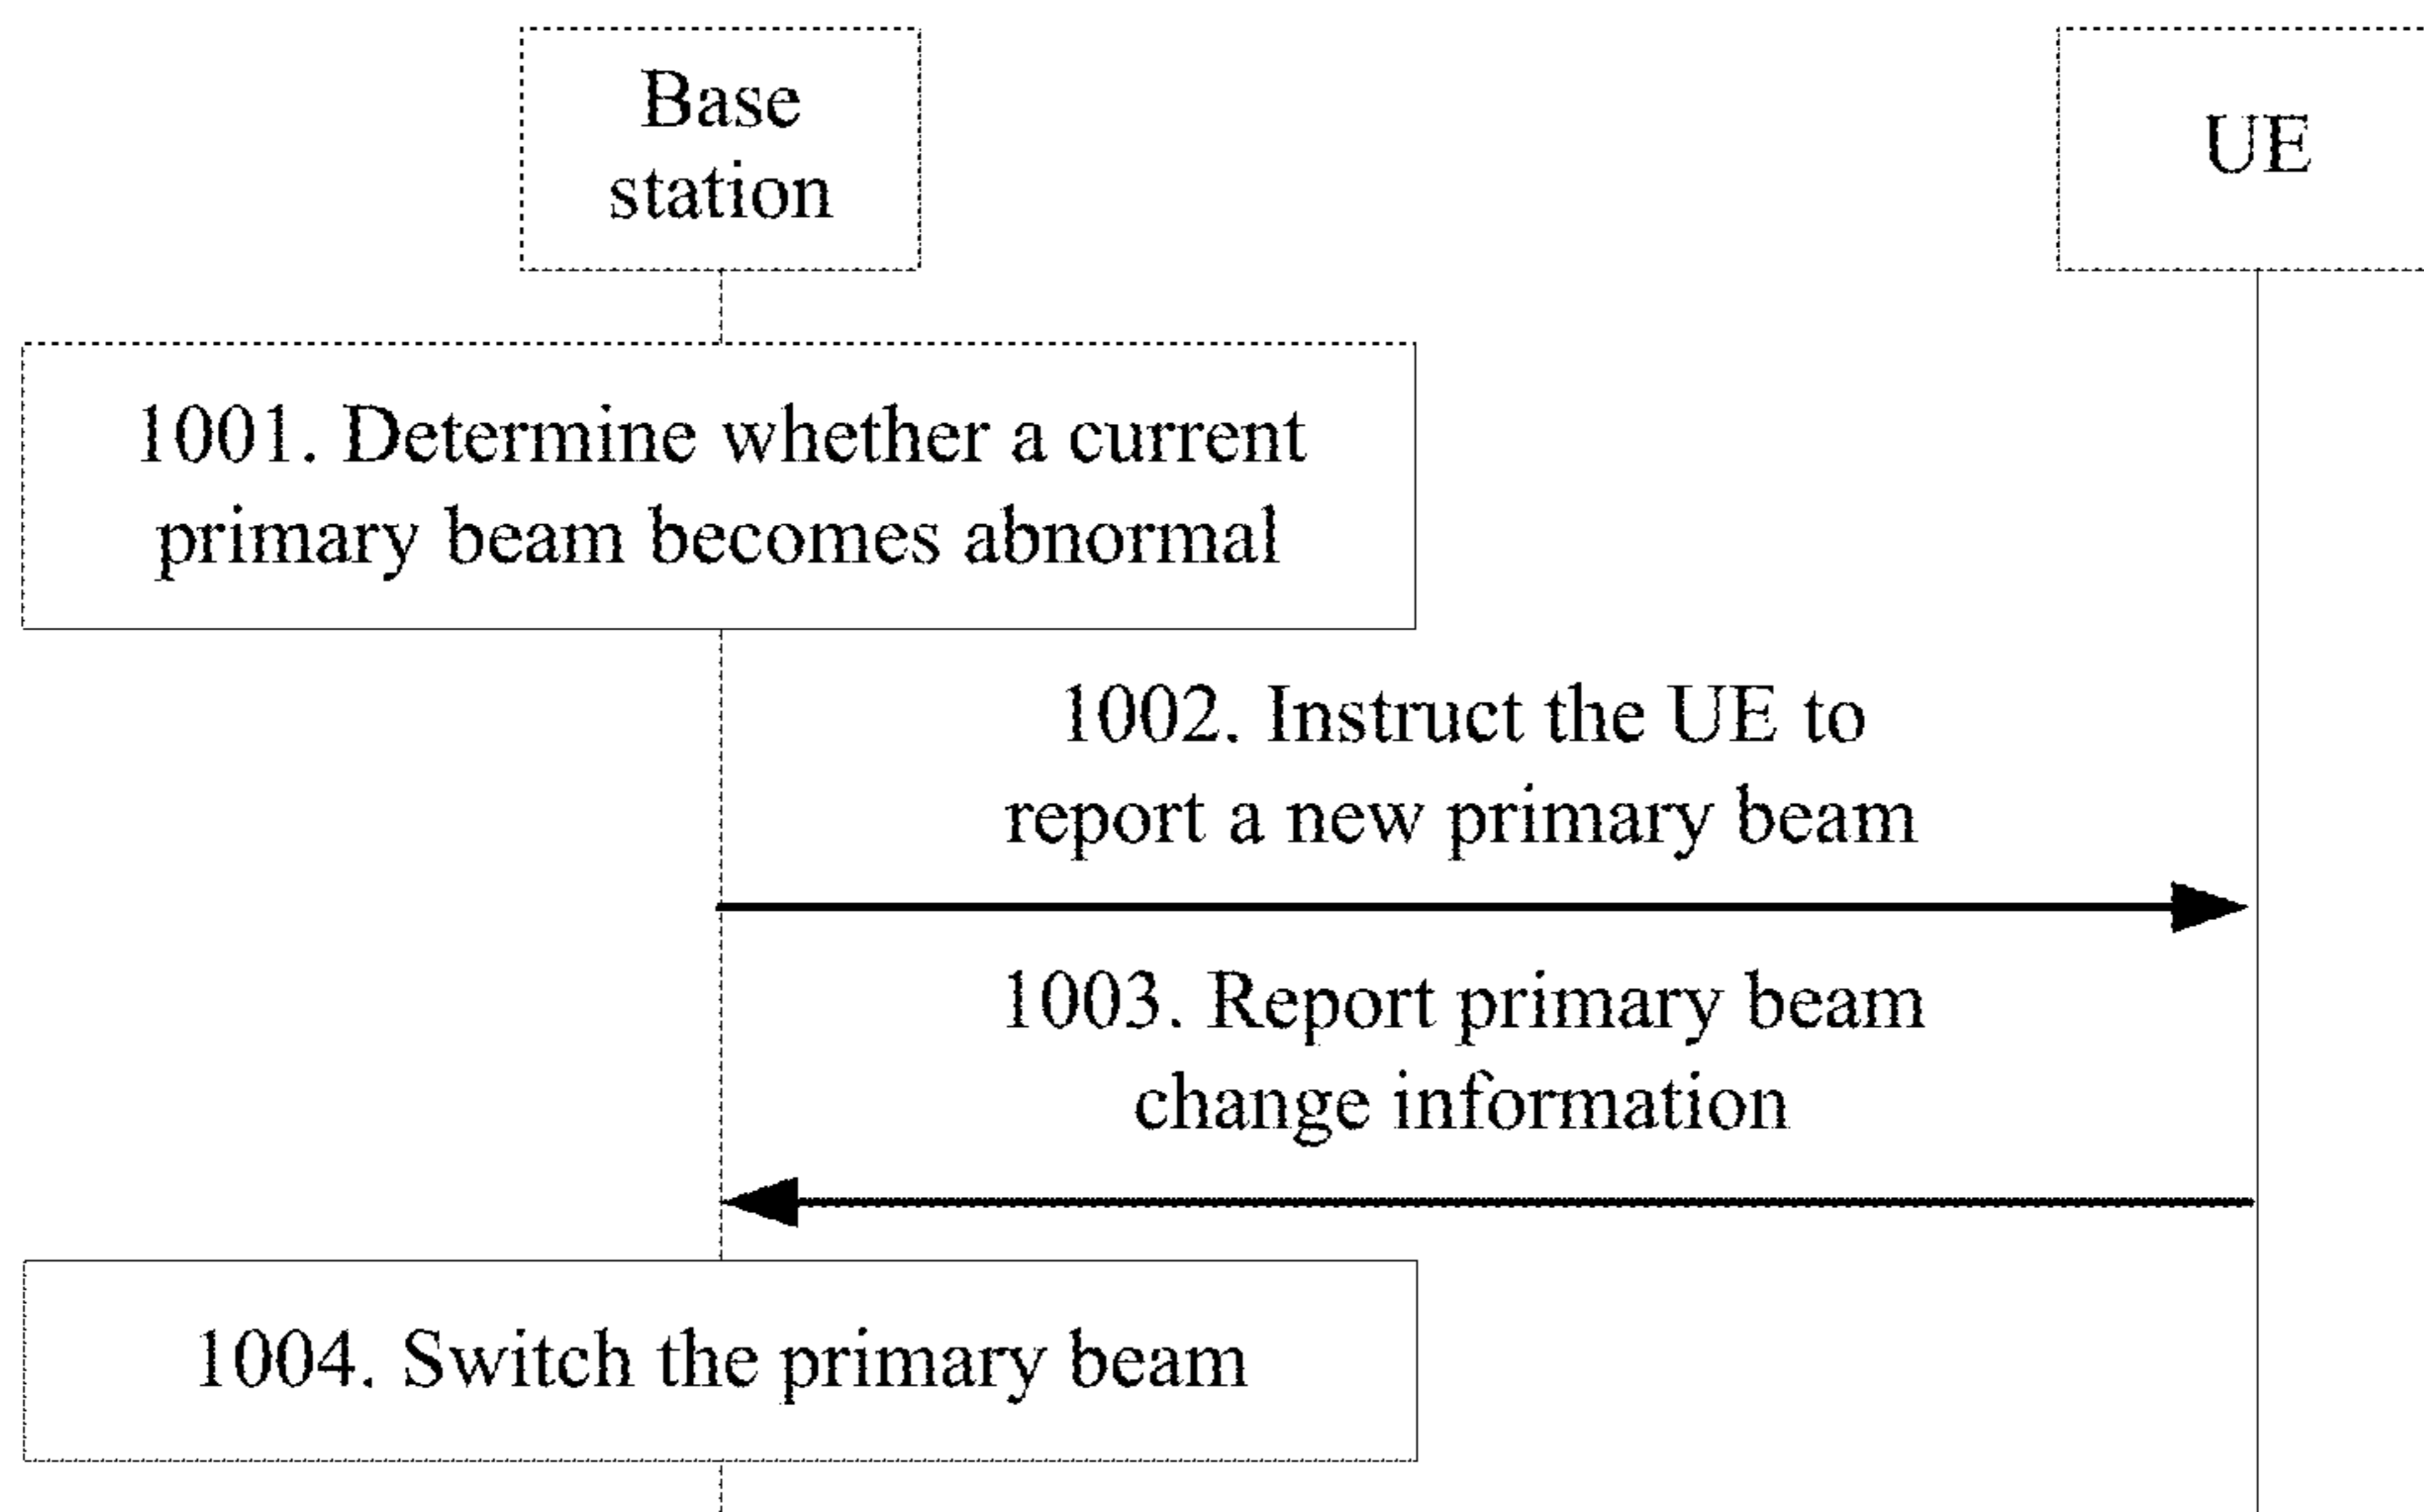 Base
station
UE
1001. Determine whether a current
primary beam becomes abnormal
1002. Instruct the UE to
report a new primary beam
1003. Report primary beam
change information
1004. Switch the primary beam